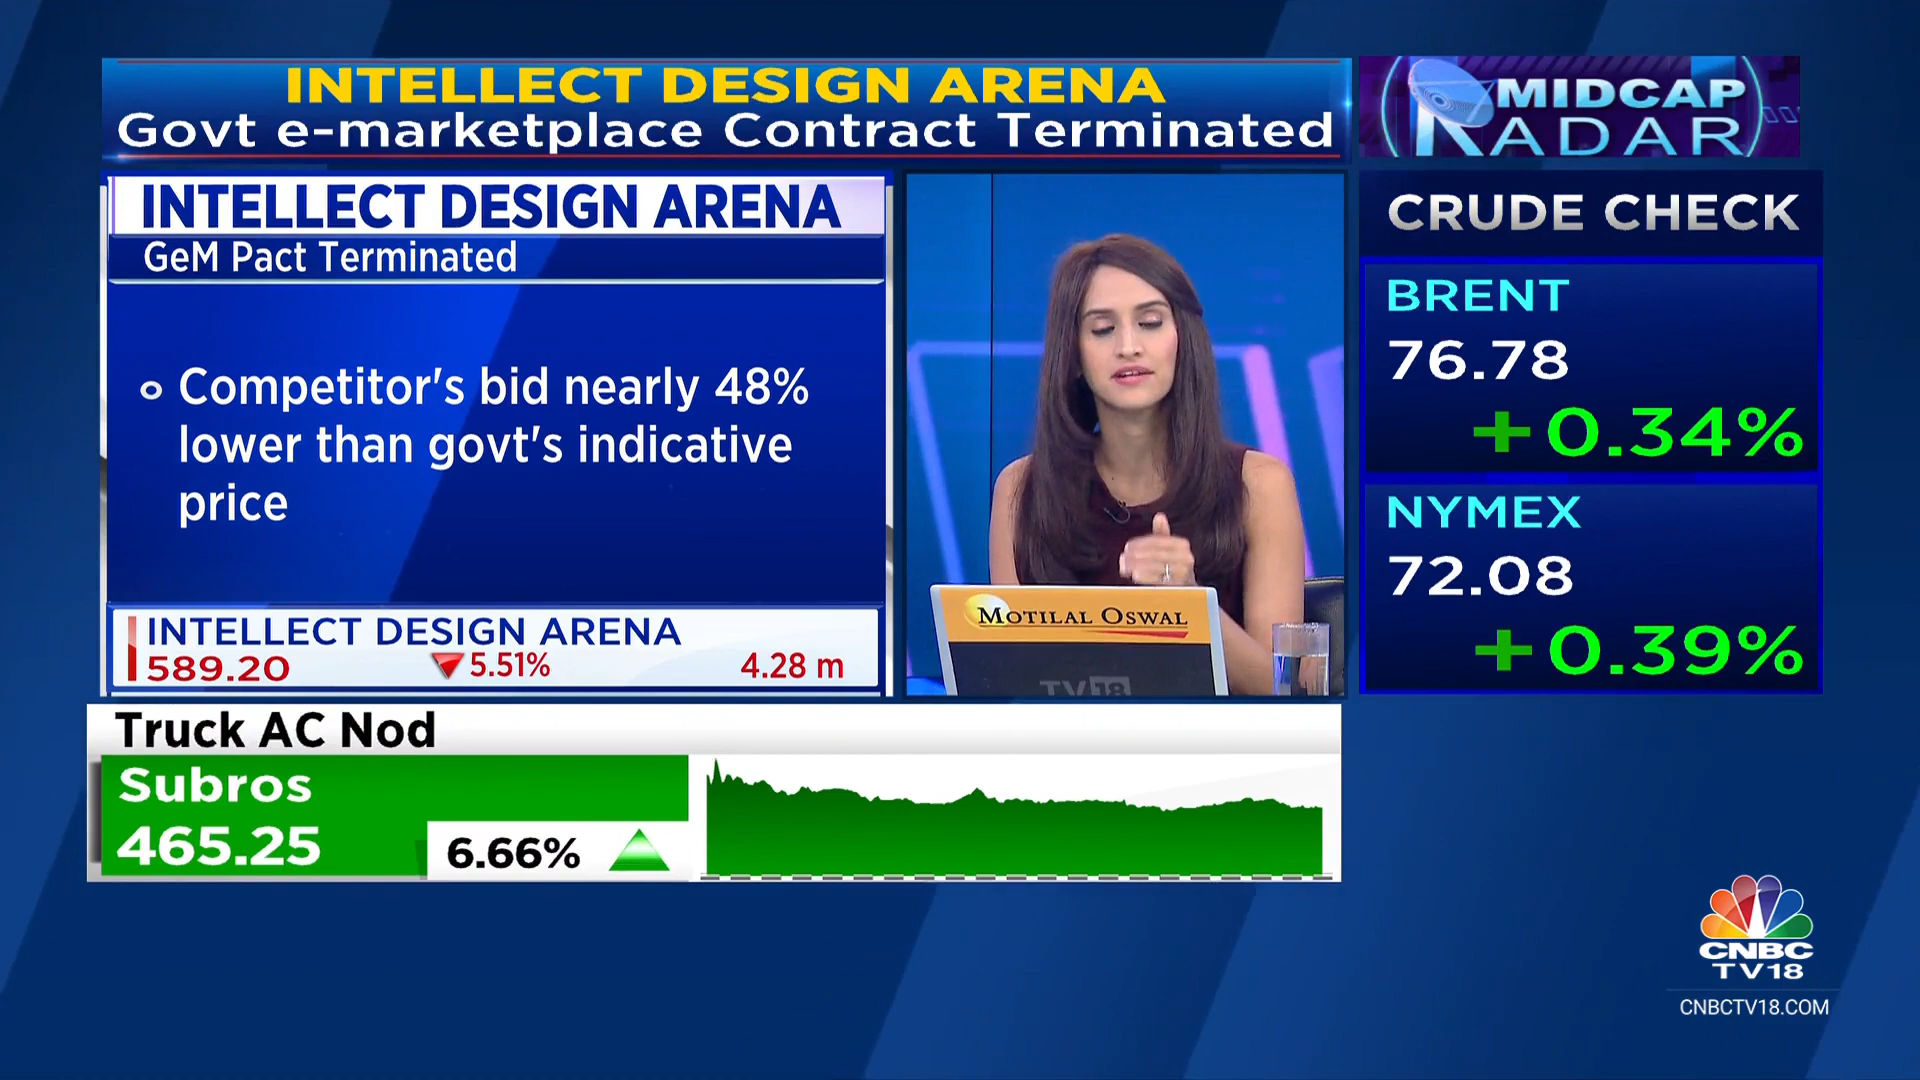 INTELLECT DESIGN ARENA
Govt e-marketplace Contract Terminated
MIDCAP
RADAR
INTELLECT DESIGN ARENA
GeM Pact Terminated
Competitor's bid nearly 48%
lower than govt's indicative
price
INTELLECT DESIGN ARENA
589.20 5.51% 4.28 m
MOTILAL OSWAL
TV18
CRUDE CHECK
BRENT
76.78
+0.34%
NYMEX
72.08
+0.39%
Truck AC Nod
Subros
465.25
6.66%
CNBC
TV18
CNBCTV18.COM